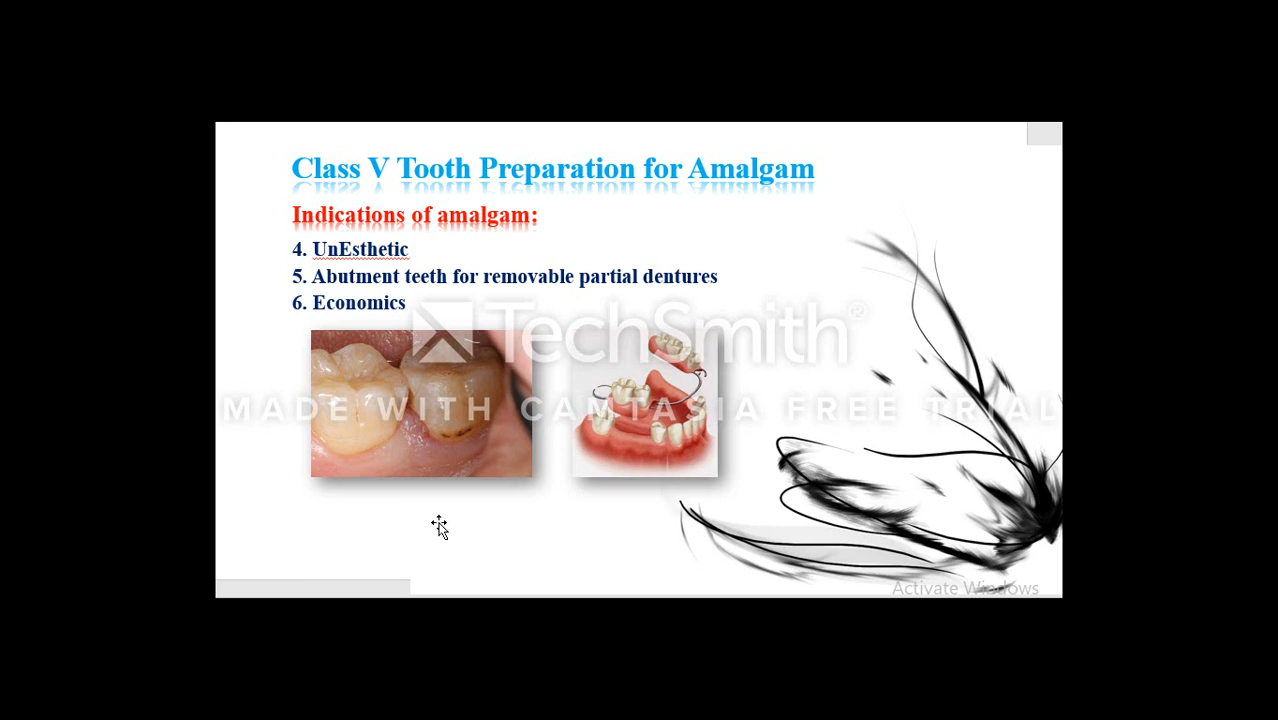 Class V Tooth Preparation for Amalgam
Indications of amalgam:
4. UnEsthetic
5. Abutment teeth for removable partial dentures
6. Economics
TechSmith®
MADE WITH CAMTASIA FREE TRIAL
Activate Windows